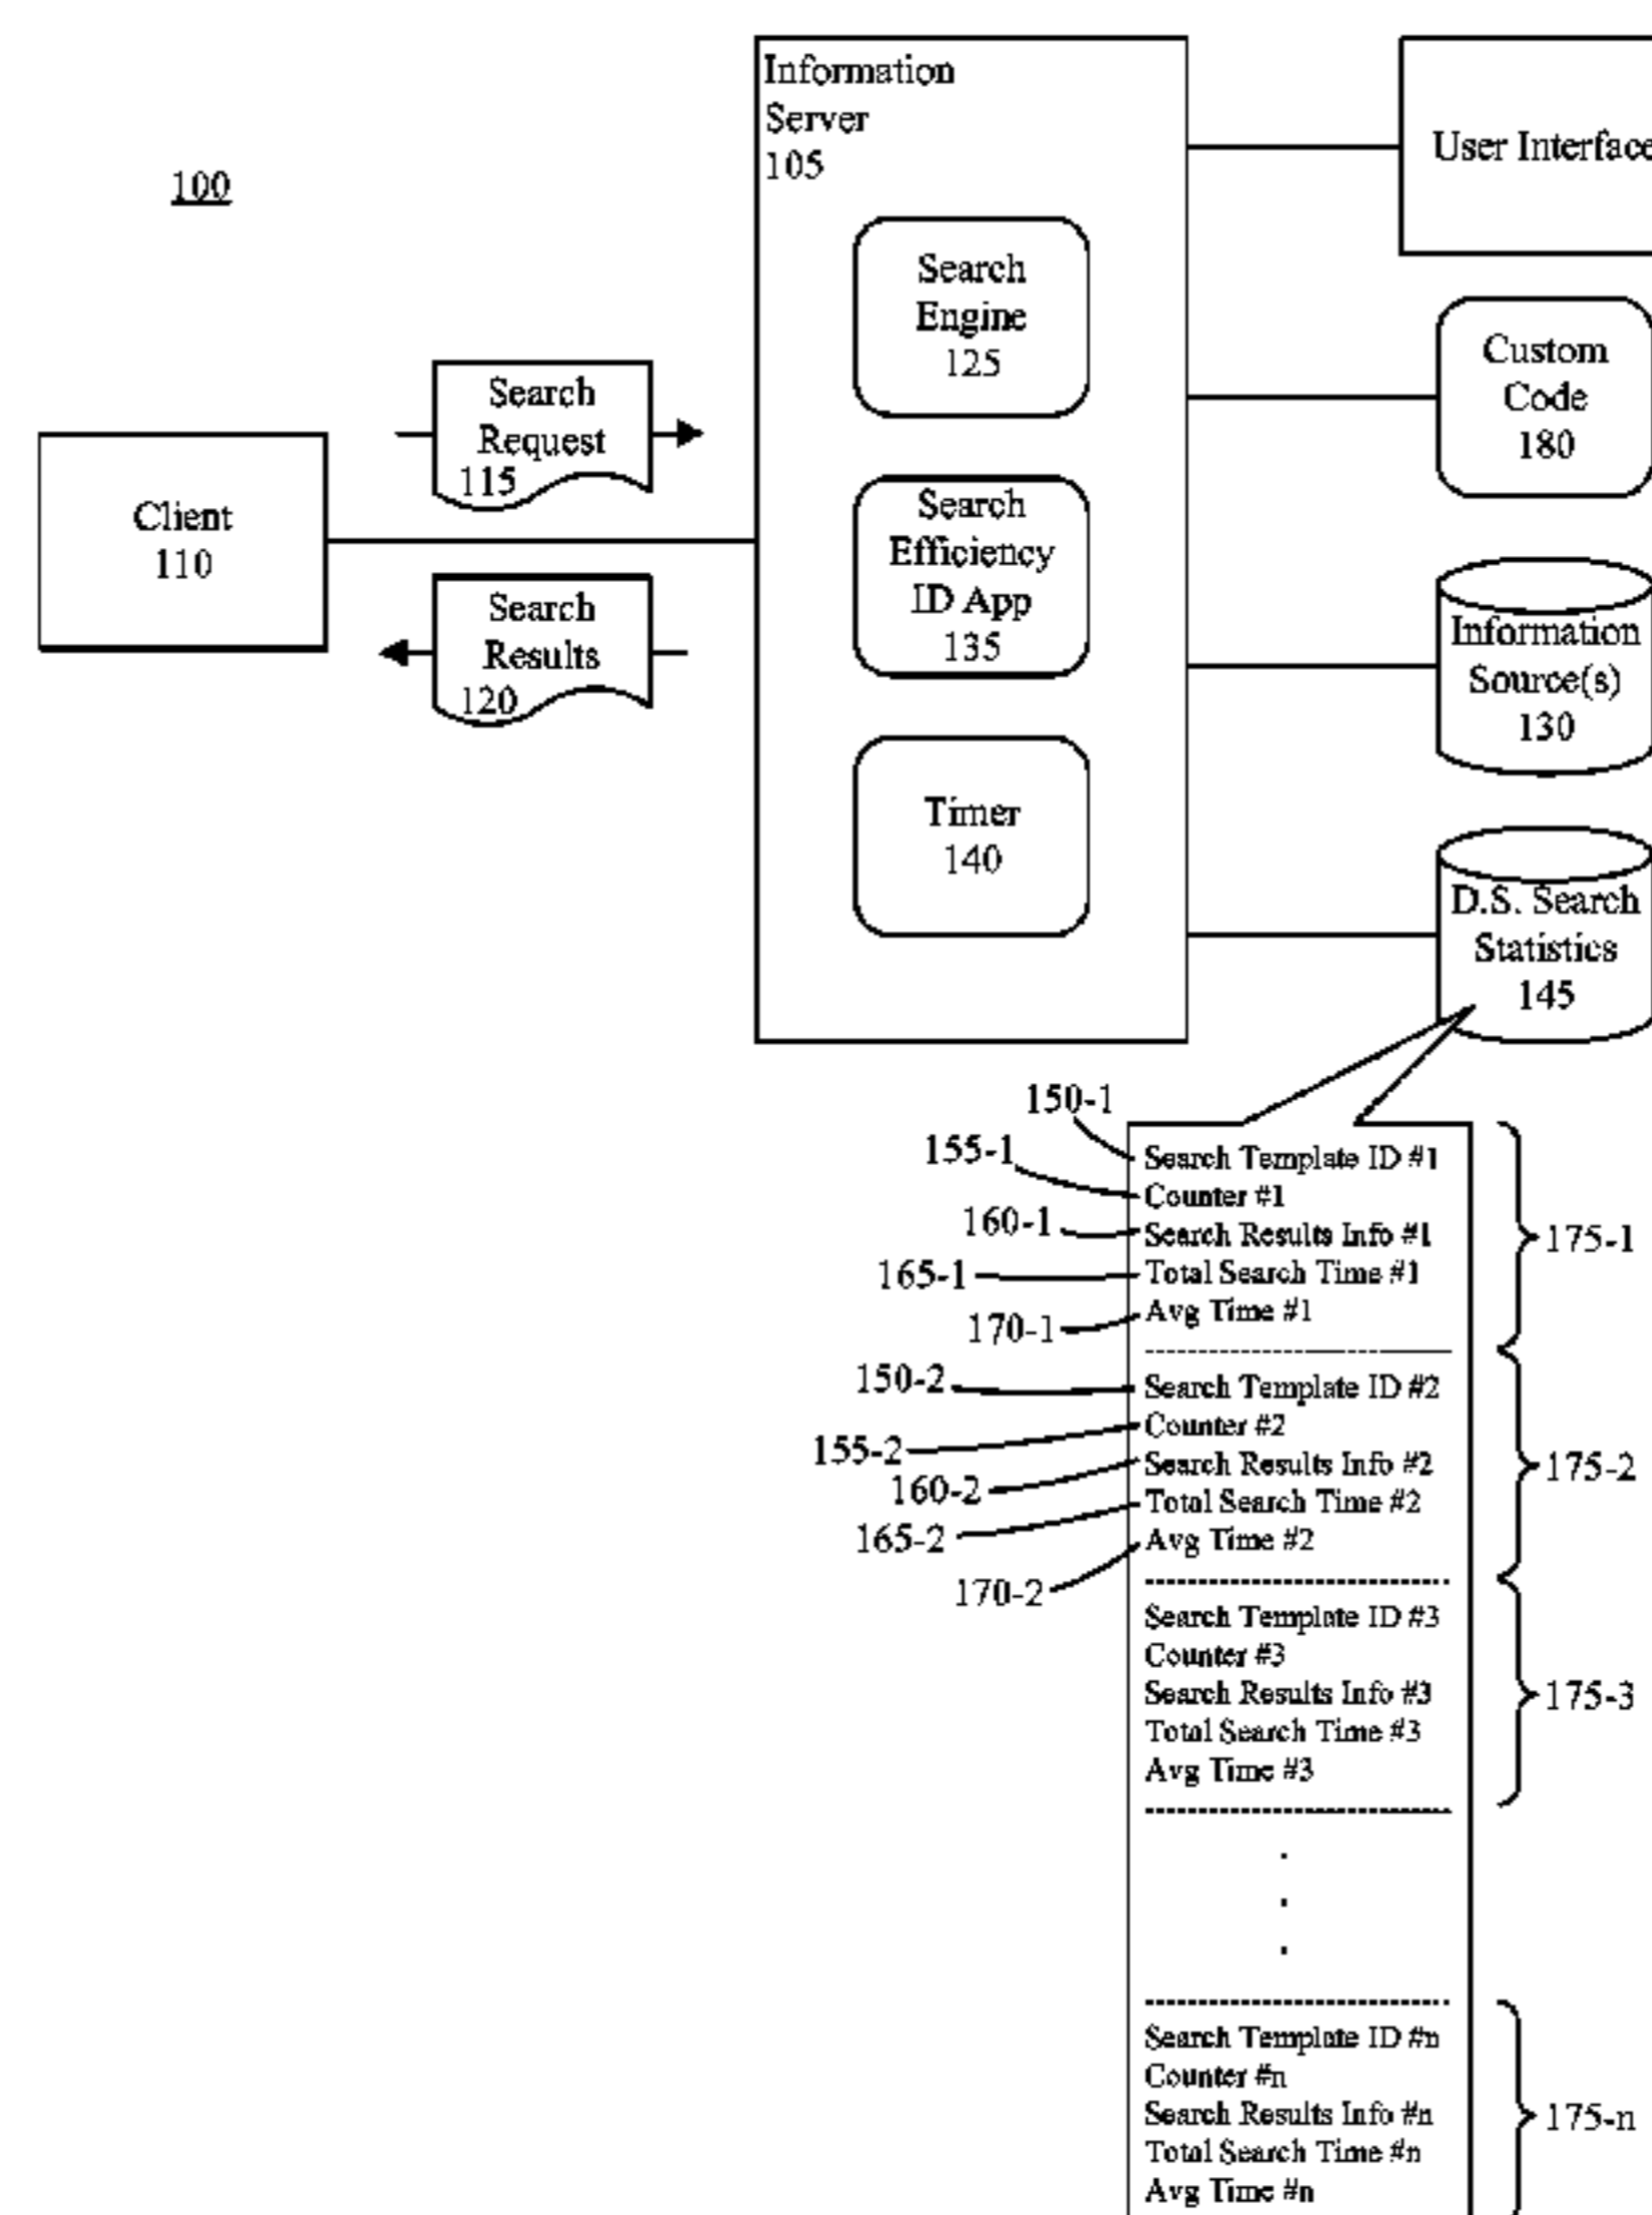 100
Information
Server
105
Search
Engine
125
Search
Efficiency
ID App
135
Timer
140
Client
110
Search
Request
115
Search
Results
120
User Interface
Custom
Code
180
Information
Source(s)
130
D.S. Search
Statistics
145
150-1
155-1
160-1
165-1
170-1
150-2
155-2
160-2
165-2
170-2
Search Template ID #1
Counter #1
Search Results Info #1
Total Search Time #1
Avg Time #1
Search Template ID #2
Counter #2
Search Results Info #2
Total Search Time #2
Avg Time #2
Search Template ID #3
Counter #3
Search Results Info #3
Total Search Time #3
Avg Time #3
Search Template ID #n
Counter #n
Search Results Info #n
Total Search Time #n
Avg Time #n
175-1
175-2
175-3
175-n